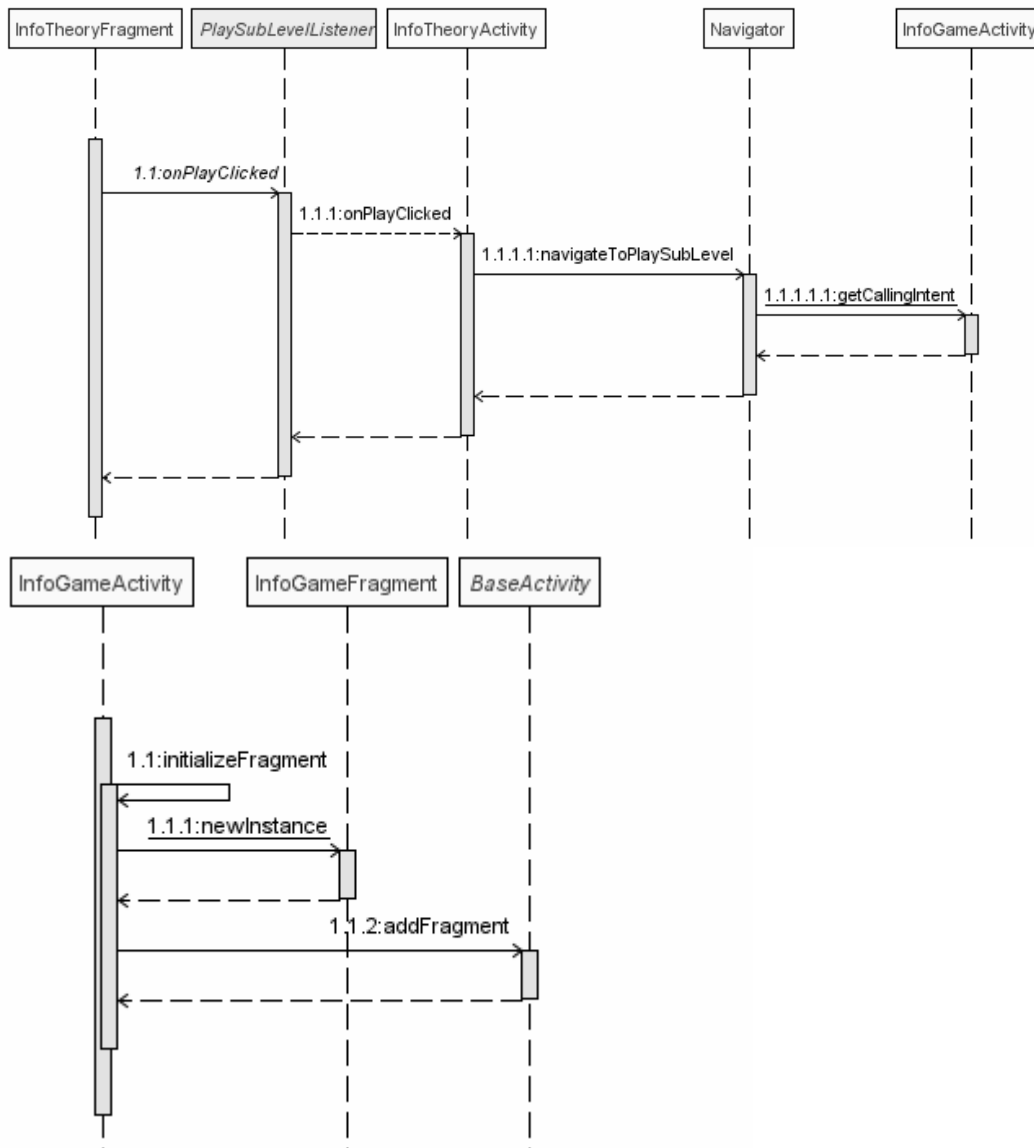 InfoTheoryFragment
PlaySubLevelListener
InfoTheoryActivity
Navigator
InfoGameActivity
1.1:onPlayClicked
1.1.1:onPlayClicked
1.1.1.1:navigateToPlaySubLevel
1.1.1.1.1:getCallingIntent
InfoGameActivity
InfoGameFragment
BaseActivity
1.1:initializeFragment
1.1.1:newInstance
1.1.2:addFragment